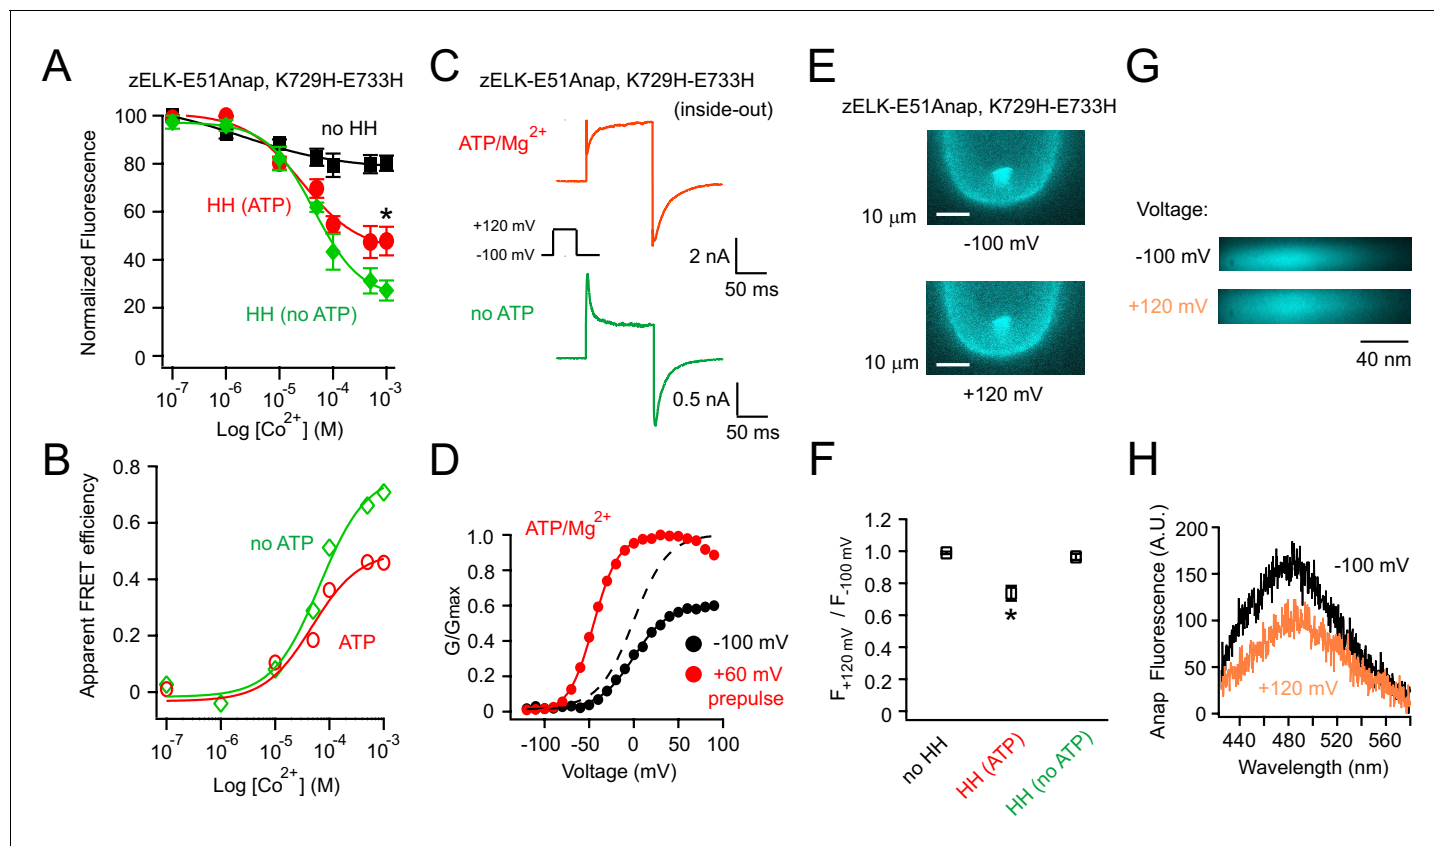 A
zELK-E51Anap, K729H-E733H
Normalized Fluorescence
100
80
60
40
20
0
no HH
HH (ATP)
*
HH (no ATP)
10-7
10-6
10-5
10-4
10-3
Log [Co2+] (M)
B
Apparent FRET efficiency
0.8
0.6
0.4
0.2
0
no ATP
ATP
10-7
10-6
10-5
10-4
10-3
Log [Co2+] (M)
C
zELK-E51Anap, K729H-E733H
(inside-out)
ATP/Mg2+
+120 mV
-100 mV
2 nA
50 ms
no ATP
0.5 nA
50 ms
D
ATP/Mg2+
G/Gmax
1.0
0.8
0.6
0.4
0.2
0
-100 mV
+60 mV
prepulse
-100
-50
0
50
100
Voltage (mV)
E
zELK-E51Anap, K729H-E733H
10 μm
-100 mV
10 μm
+120 mV
F
F+120 mV / F-100 mV
1.2
1.0
0.8
0.6
0.4
0.2
0
*
no HH
HH (ATP)
HH (no ATP)
G
Voltage:
-100 mV
+120 mV
40 nm
H
Anap Fluorescence (A.U.)
200
150
100
50
0
-100 mV
+120 mV
440
480
520
560
Wavelength (nm)